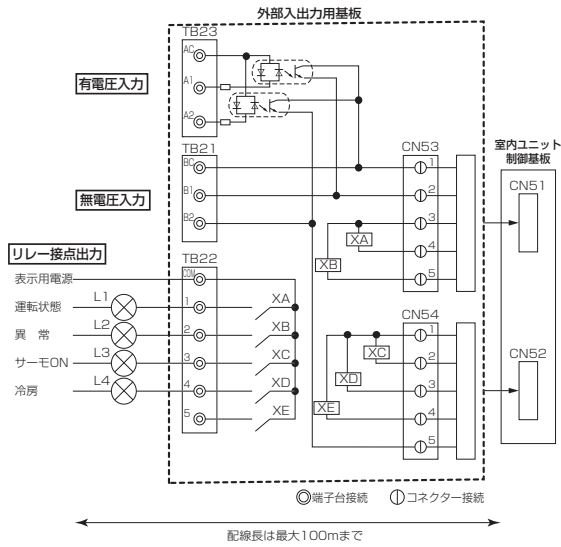 外部入出力用基板
TB23
AC
A1
A2
有電圧入力
TB21
BC
B1
B2
無電圧入力
CN53
1
2
3
4
5
XA
XB
室内ユニット
制御基板
CN51
リレー接点出力
TB22
表示用電源
COM
運転状態
L1
1
XA
異 常
L2
2
XB
サーモON
L3
3
XC
冷房
L4
4
XD
5
XE
CN54
1
2
3
4
5
XC
XD
XE
CN52
◎端子台接続
コネクター接続
配線長は最大100mまで